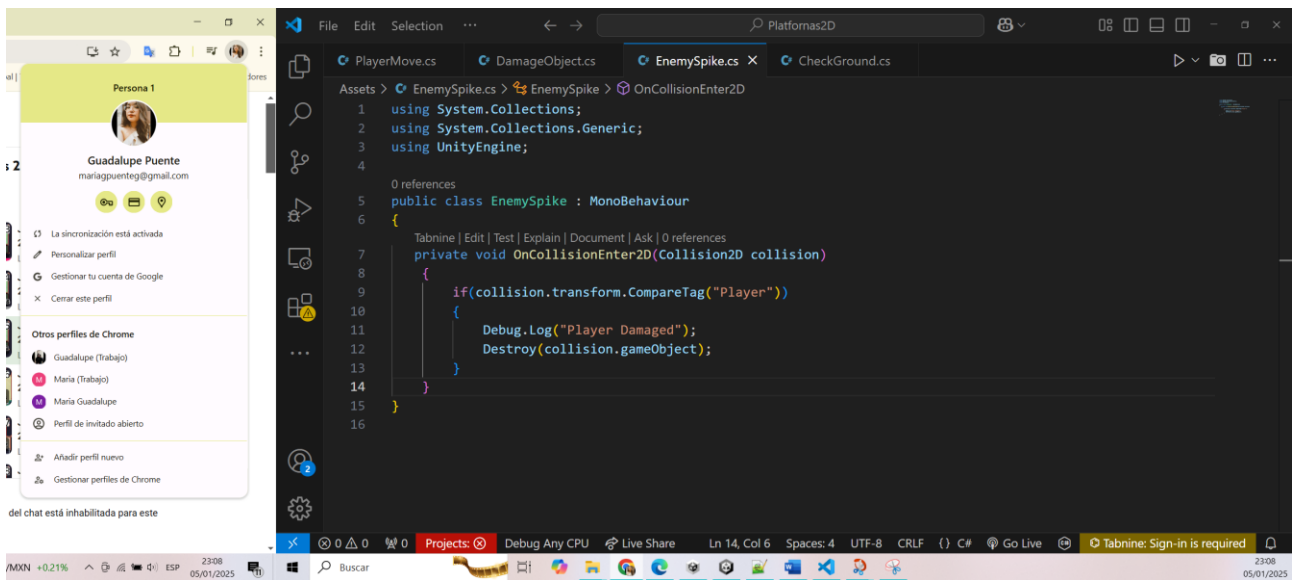 Persona 1
Guadalupe Puente
mariagpuenteg@gmail.com
La sincronización está activada
Personalizar perfil
G Gestionar tu cuenta de Google
Cerrar este perfil
Otros perfiles de Chrome
Guadalupe (Trabajo)
M Maria (Trabajo)
M Maria Guadalupe
Perfil de invitado abierto
Añadir perfil nuevo
Gestionar perfiles de Chrome
del chat está inhabilitada para este
/MXN +0.21% ESP 23:08
05/01/2025
File Edit Selection ··· Platfornas2D
PlayerMove.cs DamageObject.cs EnemySpike.cs CheckGround.cs
Assets > EnemySpike.cs > EnemySpike > OnCollisionEnter2D
1 using System.Collections;
2 using System.Collections.Generic;
3 using UnityEngine;
4
0 references
5 public class EnemySpike : MonoBehaviour
6 {
Tabnine | Edit | Test | Explain | Document | Ask | 0 references
7 private void OnCollisionEnter2D(Collision2D collision)
8 {
9 if(collision.transform.CompareTag("Player"))
10 {
11 Debug.Log("Player Damaged");
12 Destroy(collision.gameObject);
13 }
14 }
15 }
16
2
0 0 0 Projects: Debug Any CPU Live Share Ln 14, Col 6 Spaces: 4 UTF-8 CRLF {} C# Go Live Tabnine: Sign-in is required
Buscar
23:08
05/01/2025